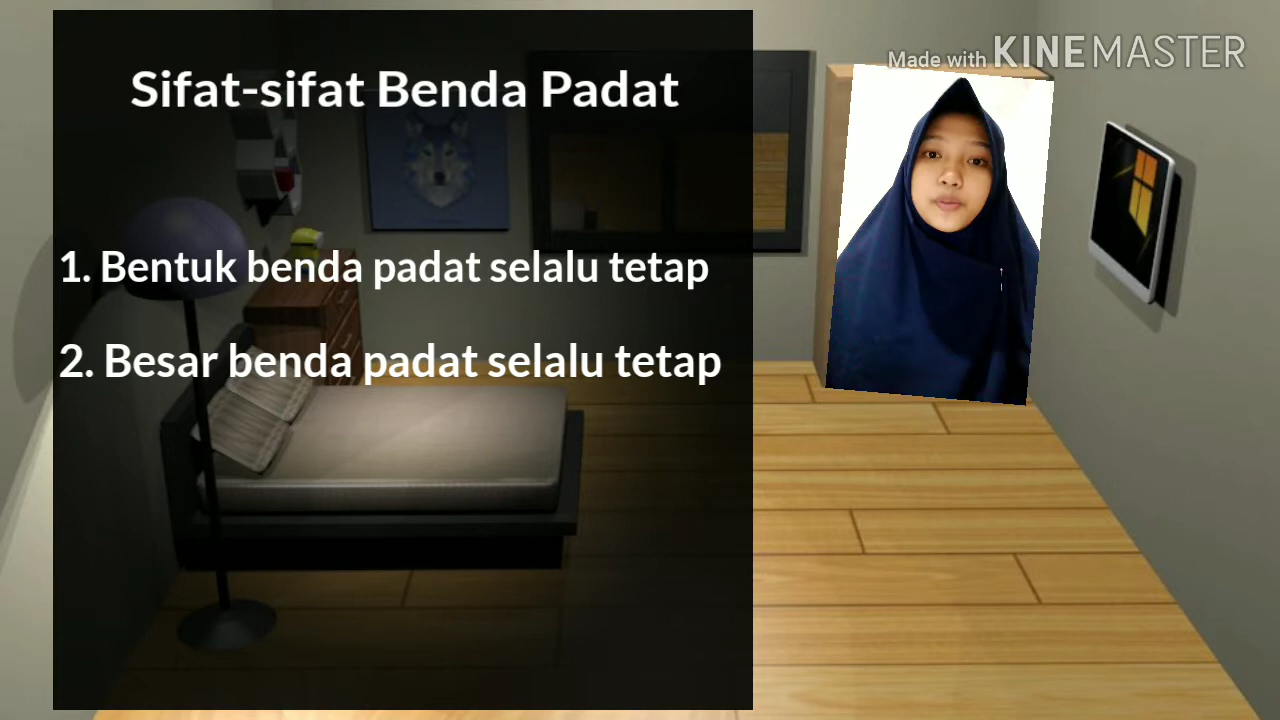 Made with KINEMASTER
Sifat-sifat Benda Padat
1. Bentuk benda padat selalu tetap
2. Besar benda padat selalu tetap